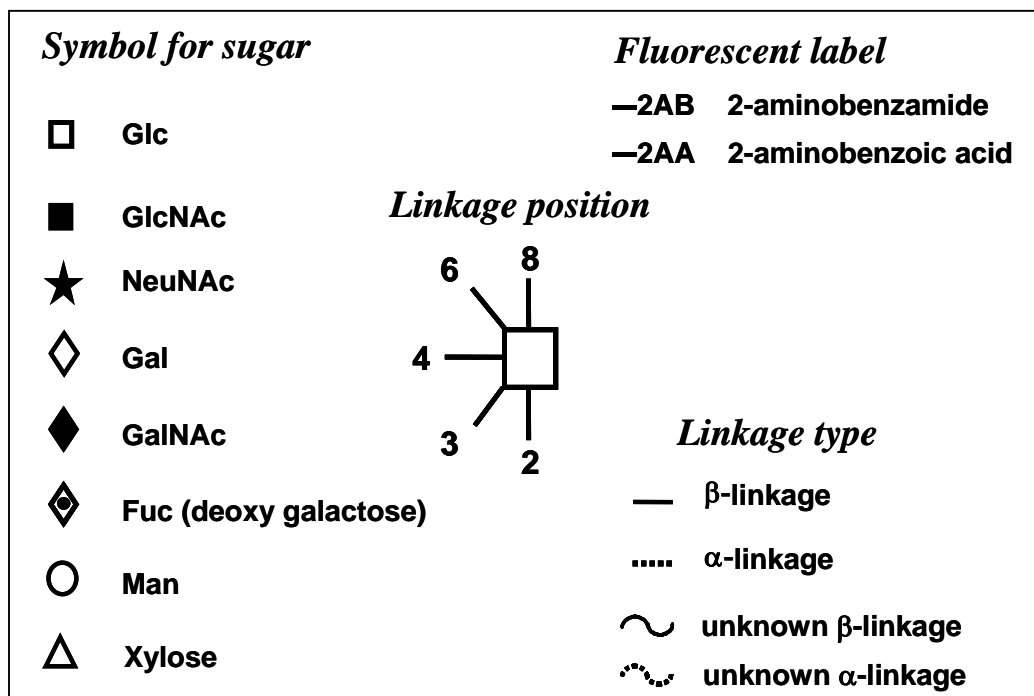 Symbol for sugar
Glc
GlcNAc
NeuNAc
Gal
GalNAc
Fuc (deoxy galactose)
Man
Xylose
Fluorescent label
—2AB 2-aminobenzamide
—2AA 2-aminobenzoic acid
Linkage position
6
8
4
3
2
Linkage type
β-linkage
α-linkage
unknown β-linkage
unknown α-linkage